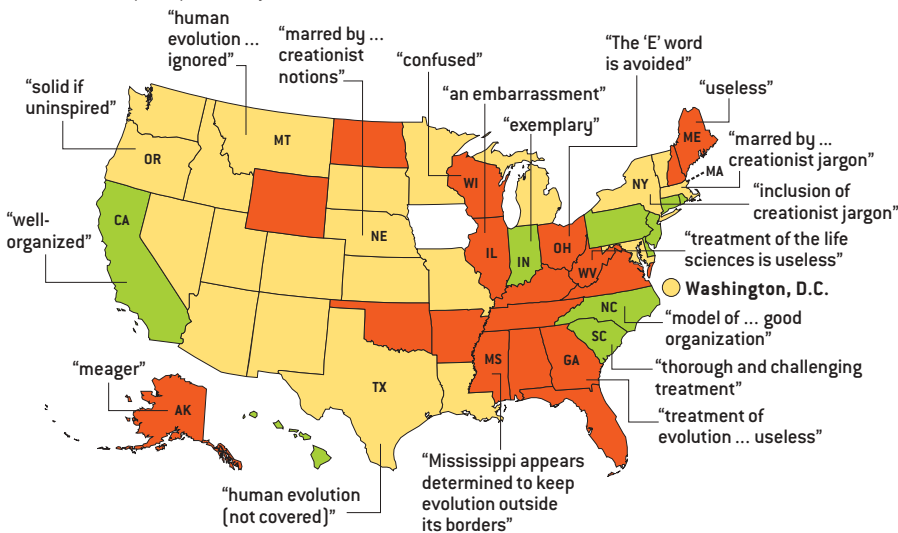 “human
evolution ...
ignored”
“marred by ...
creationist
notions”
“confused”
“The ‘E’ word
is avoided”
“solid if
uninspired”
“an embarrassment”
“exemplary”
“useless”
“marred by ...
creationist jargon”
“inclusion of
creationist jargon”
“well-
organized”
“treatment of the life
sciences is useless”
Washington, D.C.
“model of ... good
organization”
“thorough and challenging
treatment”
“treatment of
evolution ... useless”
“meager”
“human evolution
(not covered)”
“Mississippi appears
determined to keep
evolution outside
its borders”
OR
MT
WI
ME
MA
NY
CA
NE
IL
IN
OH
WV
NC
SC
TX
MS
GA
AK